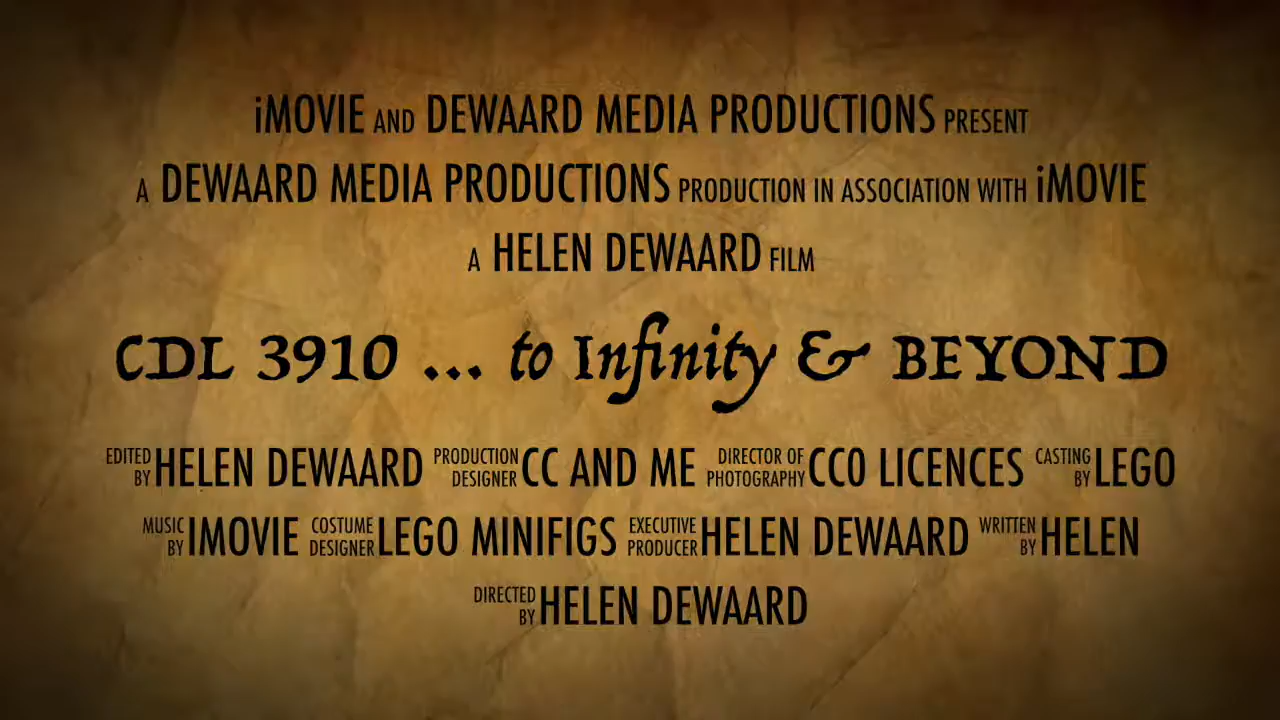 iMOVIE AND DEWAARD MEDIA PRODUCTIONS PRESENT
A DEWAARD MEDIA PRODUCTIONS PRODUCTION IN ASSOCIATION WITH iMOVIE
A HELEN DEWAARD FILM
CDL 3910 ... to Infinity & BEYOND
EDITED BY HELEN DEWAARD PRODUCTION DESIGNER CC AND ME DIRECTOR OF PHOTOGRAPHY CC0 LICENCES CASTING BY LEGO
MUSIC BY IMOVIE COSTUME DESIGNER LEGO MINIFIGS EXECUTIVE PRODUCER HELEN DEWAARD WRITTEN BY HELEN
DIRECTED BY HELEN DEWAARD